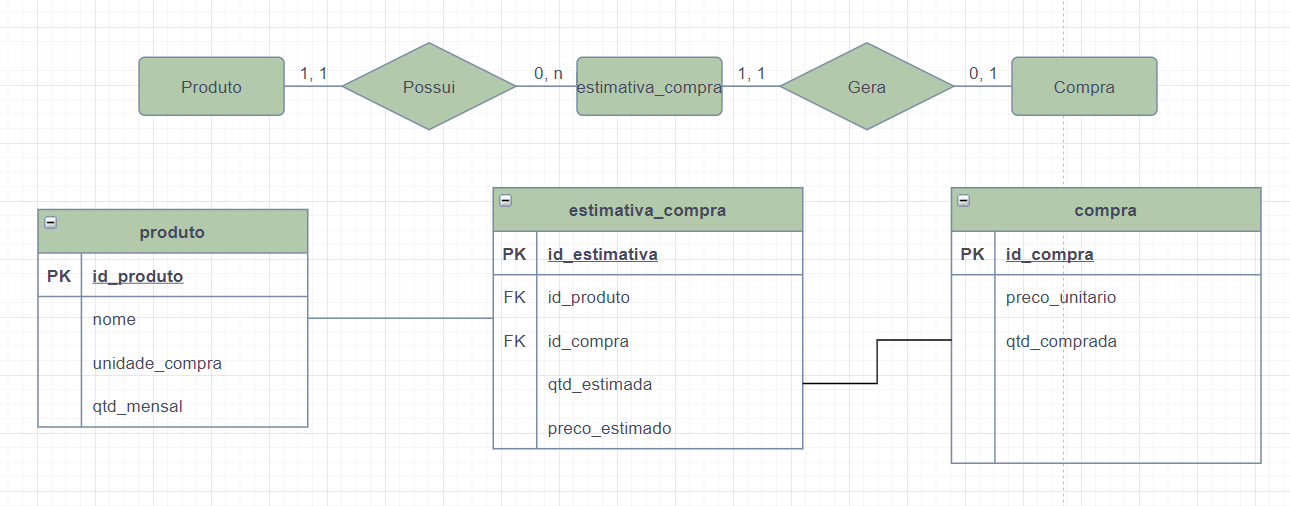 Produto
1, 1
Possui
0, n
estimativa_compra
1, 1
Gera
0, 1
Compra
produto
PK id_produto
nome
unidade_compra
qtd_mensal
estimativa_compra
PK id_estimativa
FK id_produto
FK id_compra
qtd_estimada
preco_estimado
compra
PK id_compra
preco_unitario
qtd_comprada